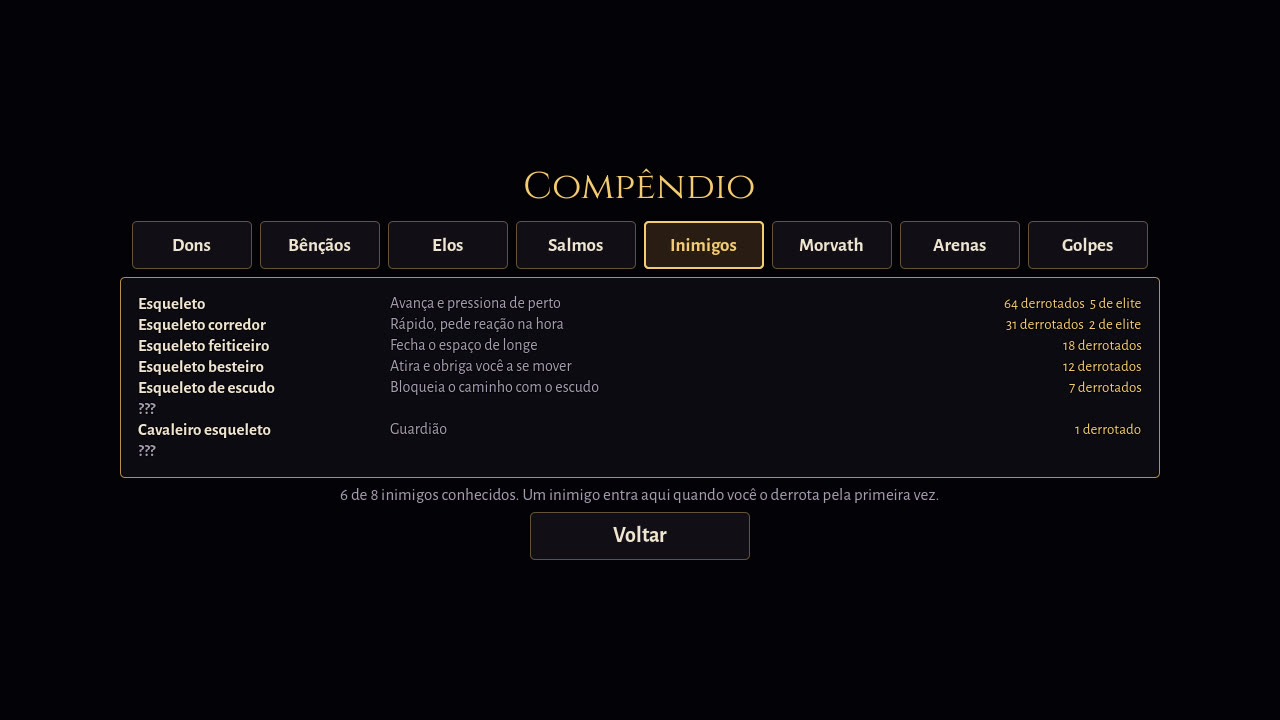 Compêndio
Dons Bênçãos Elos Salmos Inimigos Morvath Arenas Golpes
Esqueleto Avança e pressiona de perto 64 derrotados 5 de elite
Esqueleto corredor Rápido, pede reação na hora 31 derrotados 2 de elite
Esqueleto feiticeiro Fecha o espaço de longe 18 derrotados
Esqueleto besteiro Atira e obriga você a se mover 12 derrotados
Esqueleto de escudo Bloqueia o caminho com o escudo 7 derrotados
???
Cavaleiro esqueleto Guardião 1 derrotado
???
6 de 8 inimigos conhecidos. Um inimigo entra aqui quando você o derrota pela primeira vez.
Voltar